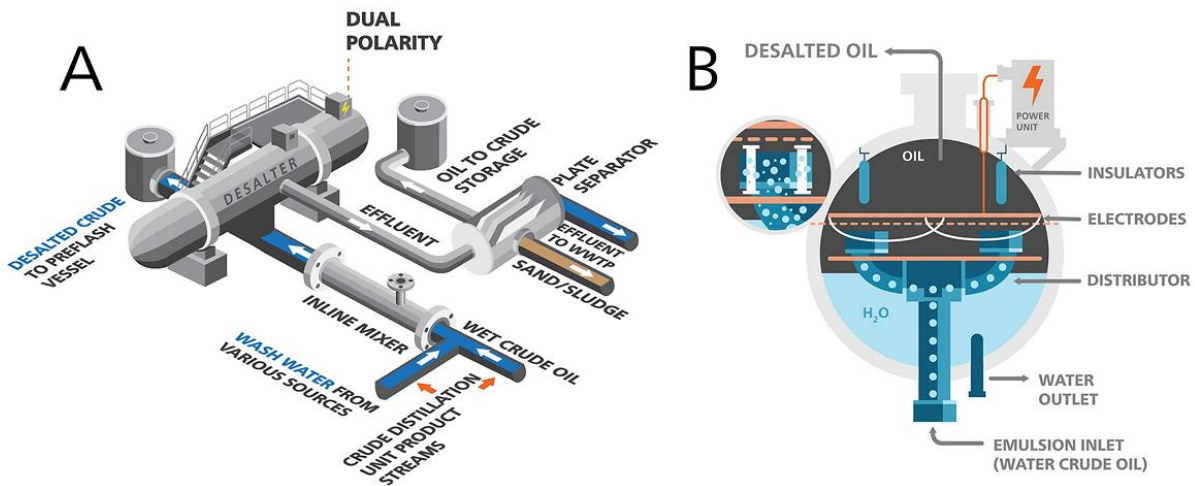 A
DUAL
POLARITY
DESALTER
OIL TO CRUDE
STORAGE
PLATE
SEPARATOR
EFFLUENT
EFFLUENT
TO WWTP
SAND/SLUDGE
DESALTED CRUDE
TO PREFLASH
VESSEL
INLINE MIXER
WET CRUDE OIL
WASH WATER FROM
VARIOUS SOURCES
CRUDE DISTILLATION
UNIT PRODUCT
STREAMS
B
DESALTED OIL
POWER
UNIT
OIL
INSULATORS
ELECTRODES
DISTRIBUTOR
H₂O
WATER
OUTLET
EMULSION INLET
(WATER CRUDE OIL)